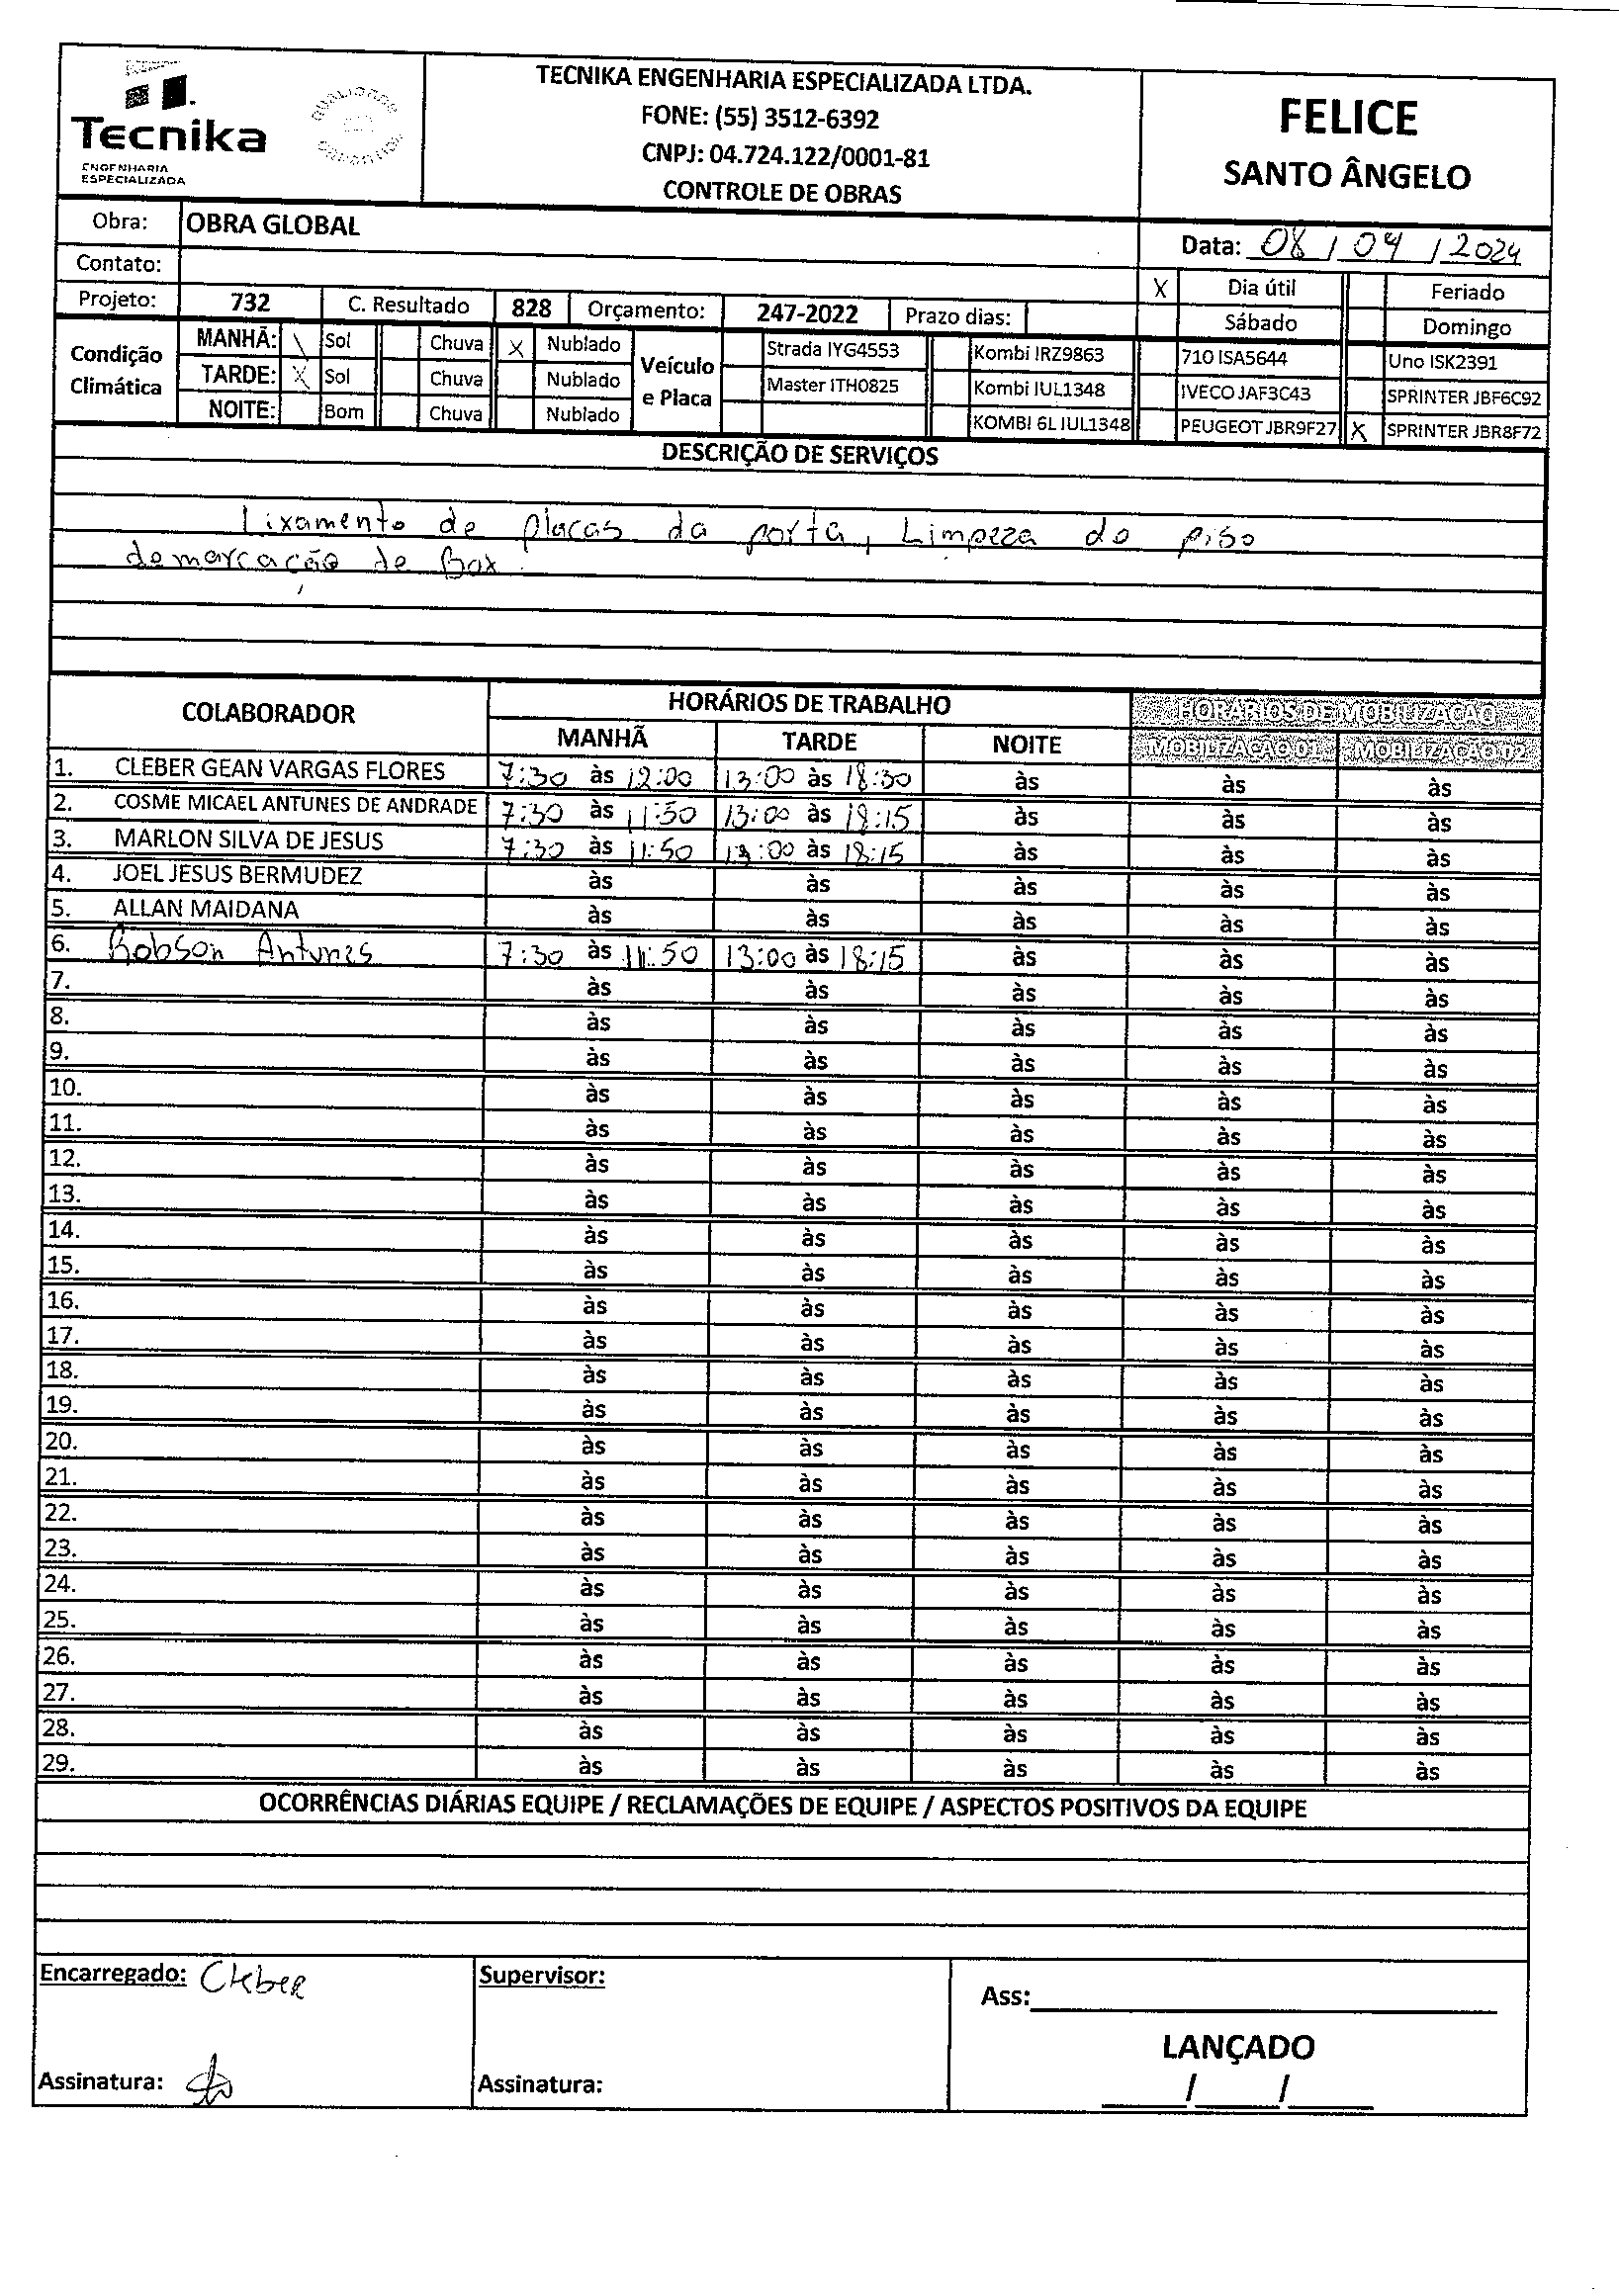 Tecnika
ENGENHARIA
ESPECIALIZADA
QUALIDADE
TECNIKA ENGENHARIA ESPECIALIZADA LTDA.
FONE: (55) 3512-6392
CNPJ: 04.724.122/0001-81
CONTROLE DE OBRAS
FELICE
SANTO ÂNGELO
Obra: OBRA GLOBAL
Data: 08 / 04 / 2024
Contato:
X Dia útil Feriado
Projeto: 732 C. Resultado 828 Orçamento: 247-2022 Prazo dias:
Sábado Domingo
Condição Climática
MANHÃ: \ Sol Chuva X Nublado
TARDE: X Sol Chuva Nublado
NOITE: Bom Chuva Nublado
Veículo e Placa
Strada IYG4553 Kombi IRZ9863 710 ISA5644 Uno ISK2391
Master ITH0825 Kombi IUL1348 IVECO JAF3C43 SPRINTER JBF6C92
KOMBI 6L IUL1348 PEUGEOT JBR9F27 X SPRINTER JBR8F72
DESCRIÇÃO DE SERVIÇOS
Lixamento de placas da porta, Limpeza do piso
demarcação de Box.
COLABORADOR HORÁRIOS DE TRABALHO HORÁRIOS DE MOBILIZAÇÃO
MANHÃ TARDE NOITE MOBILIZAÇÃO 01 MOBILIZAÇÃO 02
1. CLEBER GEAN VARGAS FLORES 7:30 às 12:00 13:00 às 18:30 às às às
2. COSME MICAEL ANTUNES DE ANDRADE 7:30 às 11:50 13:00 às 18:15 às às às
3. MARLON SILVA DE JESUS 7:30 às 11:50 13:00 às 18:15 às às às
4. JOEL JESUS BERMUDEZ às às às às às
5. ALLAN MAIDANA às às às às às
6. Robson Antunes 7:30 às 11:50 13:00 às 18:15 às às às
7. às às às às às
8. às às às às às
9. às às às às às
10. às às às às às
11. às às às às às
12. às às às às às
13. às às às às às
14. às às às às às
15. às às às às às
16. às às às às às
17. às às às às às
18. às às às às às
19. às às às às às
20. às às às às às
21. às às às às às
22. às às às às às
23. às às às às às
24. às às às às às
25. às às às às às
26. às às às às às
27. às às às às às
28. às às às às às
29. às às às às às
OCORRÊNCIAS DIÁRIAS EQUIPE / RECLAMAÇÕES DE EQUIPE / ASPECTOS POSITIVOS DA EQUIPE
Encarregado: Cleber
Supervisor:
Ass:
LANÇADO
Assinatura:
Assinatura:
/ /